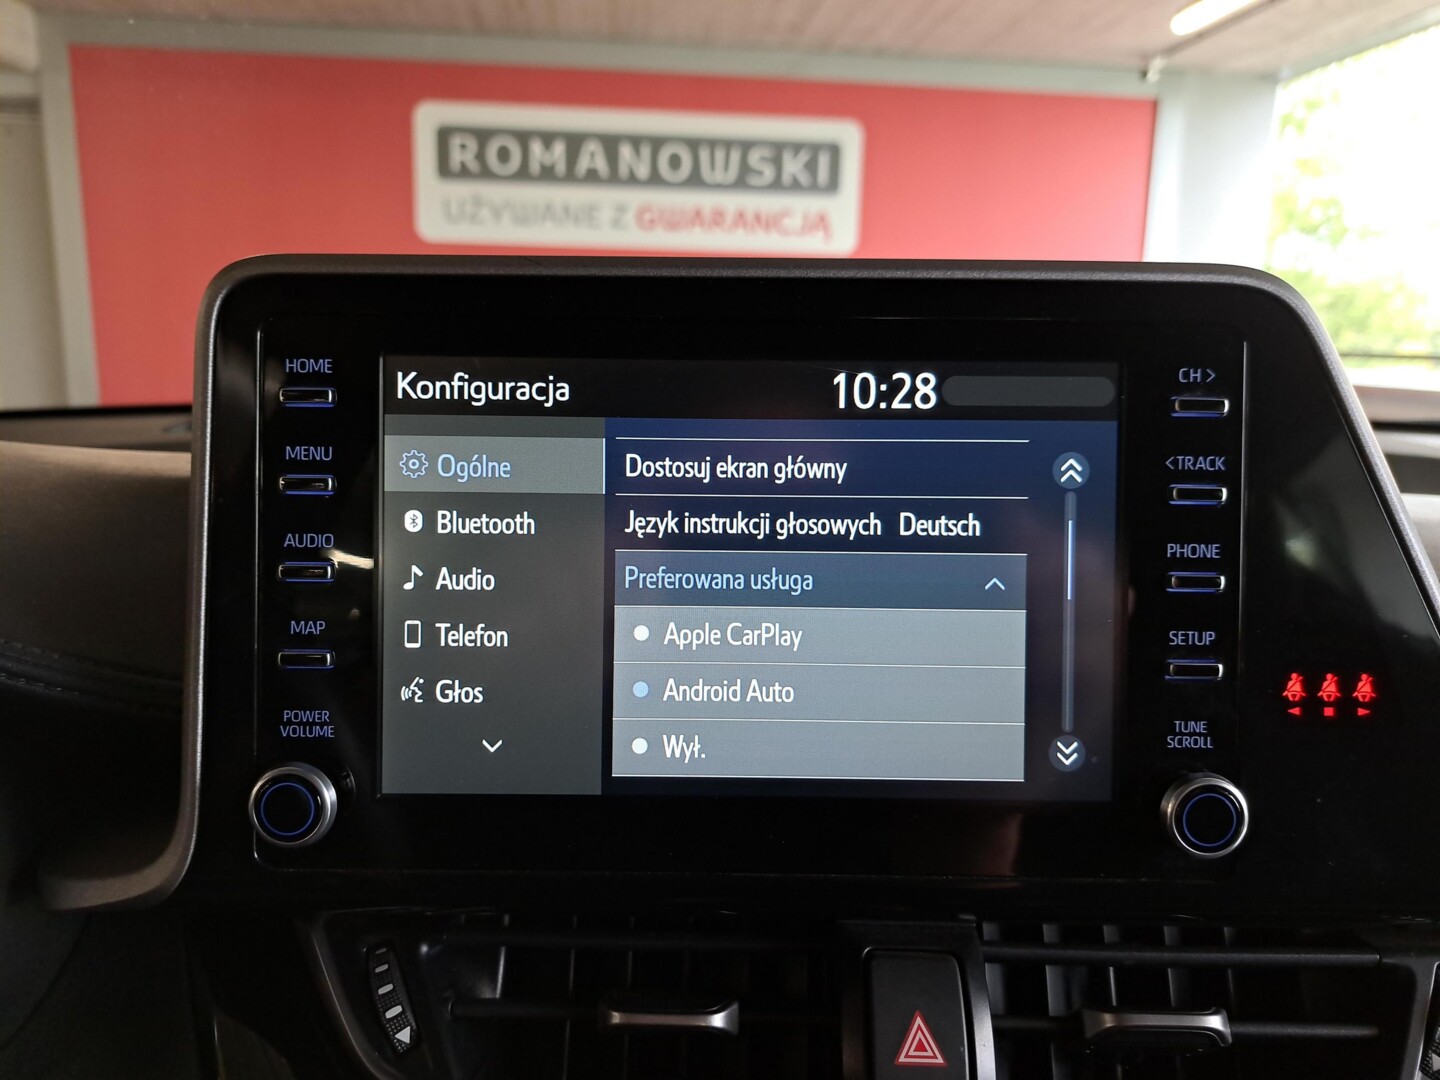 ROMANOWSKI
UŻYWANE Z GWARANCJĄ
HOME
MENU
AUDIO
MAP
POWER
VOLUME
Konfiguracja
10:28
Ogólne
Bluetooth
Audio
Telefon
Głos
Dostosuj ekran główny
Język instrukcji głosowych Deutsch
Preferowana usługa
Apple CarPlay
Android Auto
Wył.
CH >
<TRACK
PHONE
SETUP
TUNE
SCROLL